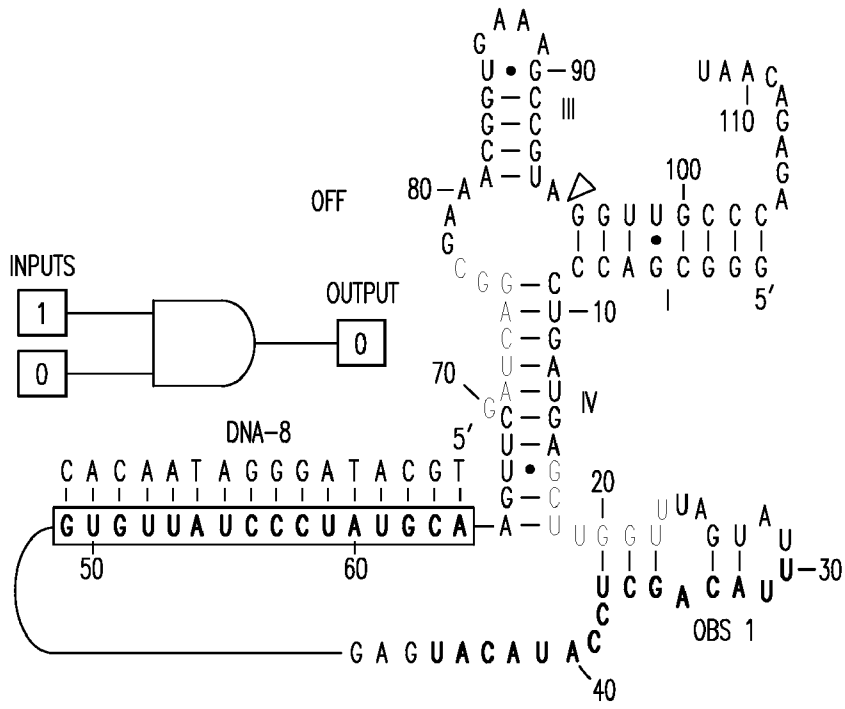 A A A
G A
U G 90
U A A C
G C
110
A
G C III
G
C G
A
A U
G
80 A A
A
100
OFF
A
G G U U G C C C
G
C C A G C G G G
I 5′
C G G C
INPUTS
OUTPUT
A U 10
1
C G
0
U A
0
A U
70 G
IV
C G
DNA-8
5′
U A
C A C A A T A G G G A T A C G T
U G
G U G U U A U C C C U A U G C A
G C
A U
50 60
20
U G G U U A G U A U
U 30
U C G A C A U U
C
C
OBS 1
G A G U A C A U A
40